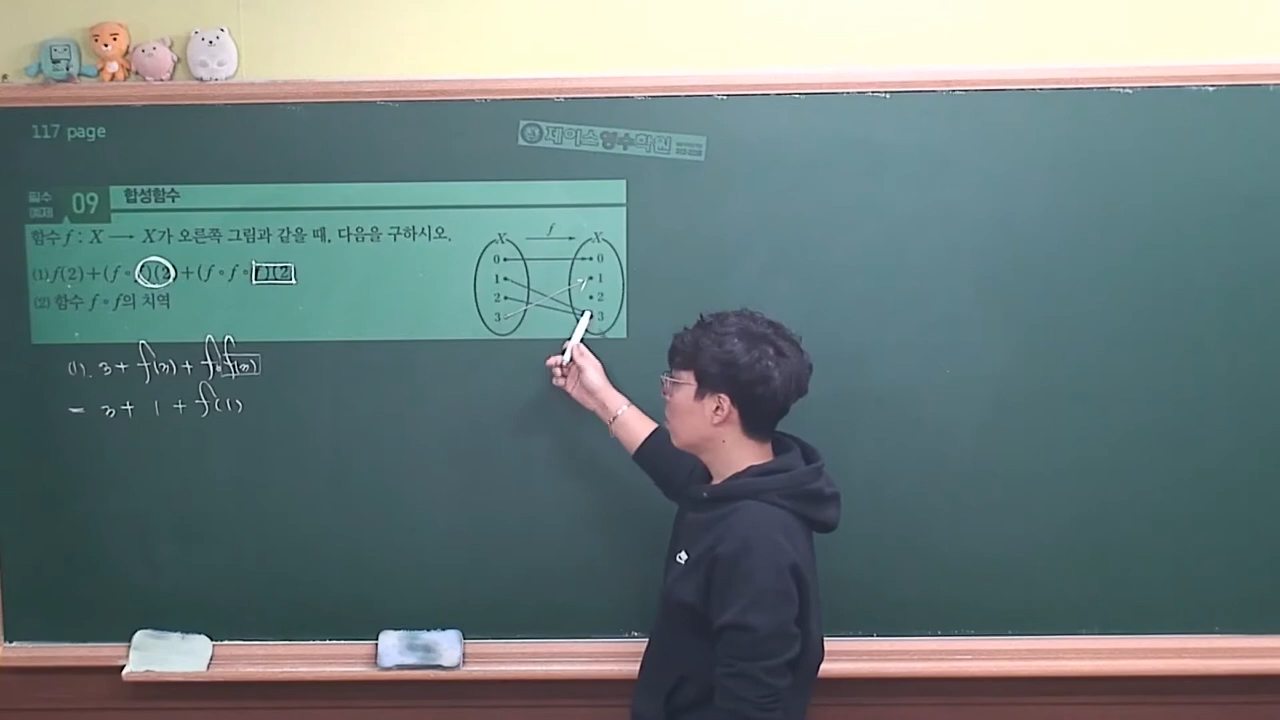 117 page
제이스영수학원
필수
예제
09 합성함수
함수 f : X → X가 오른쪽 그림과 같을 때, 다음을 구하시오.
(1) f(2)+(f∘f)(2)+(f∘f∘f)(2)
(2) 함수 f∘f의 치역
X f X
0 0
1 1
2 2
3 3
(1). 3 + f(3) + f∘f(3)
= 3 + 1 + f(1)